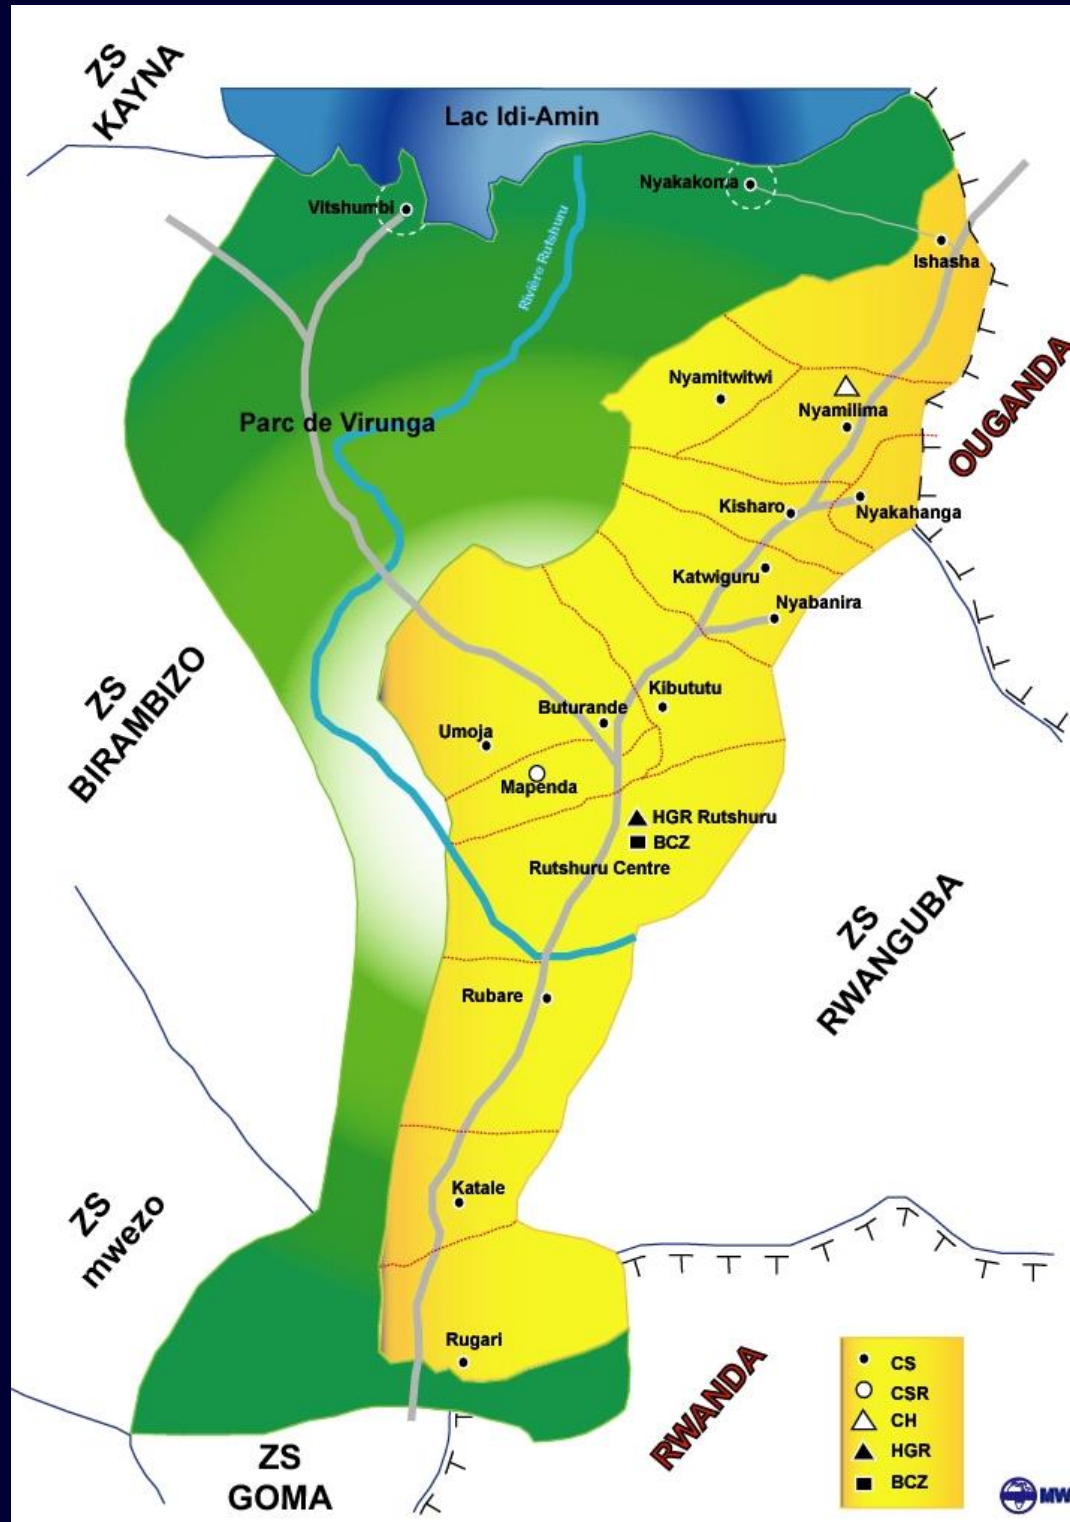 ZS
KAYNA
Lac Idi-Amin
Nyakakoma
Vitshumbi
Rivière Rutshuru
Ishasha
OUGANDA
Nyamitwitwi
Nyamilima
Parc de Virunga
Kisharo
Nyakahanga
Katwiguru
Nyabanira
ZS
BIRAMBIZO
Kibututu
Buturande
Umoja
Mapenda
HGR Rutshuru
BCZ
Rutshuru Centre
ZS
RWANGUBA
Rubare
Katale
ZS
mwezo
Rugari
RWANDA
ZS
GOMA
CS
CSR
CH
HGR
BCZ
MW